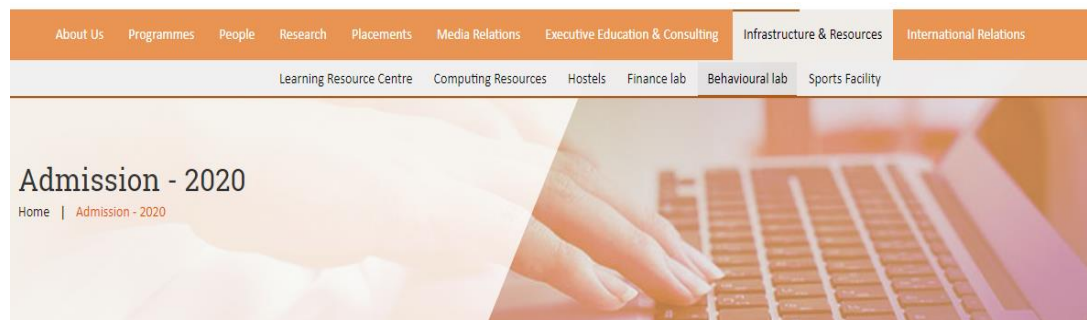 About Us Programmes People Research Placements Media Relations Executive Education & Consulting Infrastructure & Resources International Relations
Learning Resource Centre Computing Resources Hostels Finance lab Behavioural lab Sports Facility
Admission - 2020
Home | Admission - 2020